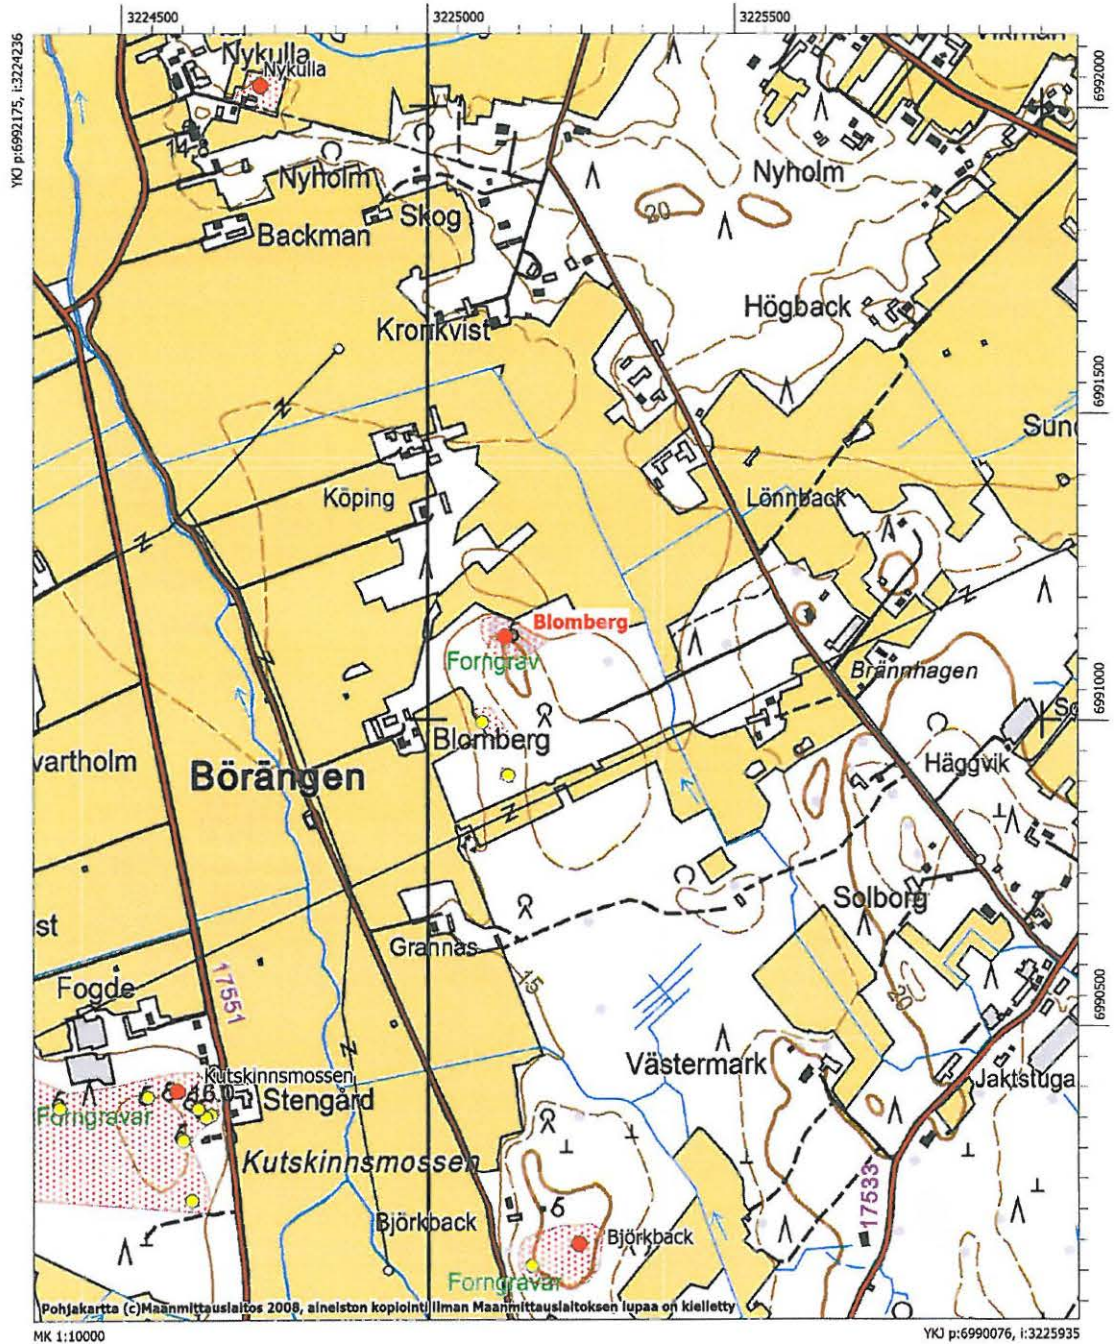 3224500
3225000
3225500
YKJ p:6992175, i:3224236
Nykulla
Nykulla
6992000
14
Nyholm
Nyholm
Skog
20
Backman
Högback
Kronkvist
6991500
Köping
Lönnback
Blomberg
6
Forngrav
Brännhagen
6991000
Blomberg
vartholm
Häggvik
Börängen
Solborg
st
Grannas
15
20
Fogde
17551
6990500
Västermark
Jaktstuga
Kutskinnsmossen
Stengård
Forngravar
Kutskinnsmossen
17533
6
Björkback
Björkback
Forngravar
Pohjakartta (c)Maanmittauslaitos 2008, aineiston kopiointi ilman Maanmittauslaitoksen lupaa on kielletty
MK 1:10000
YKJ p:6990076, i:3225935